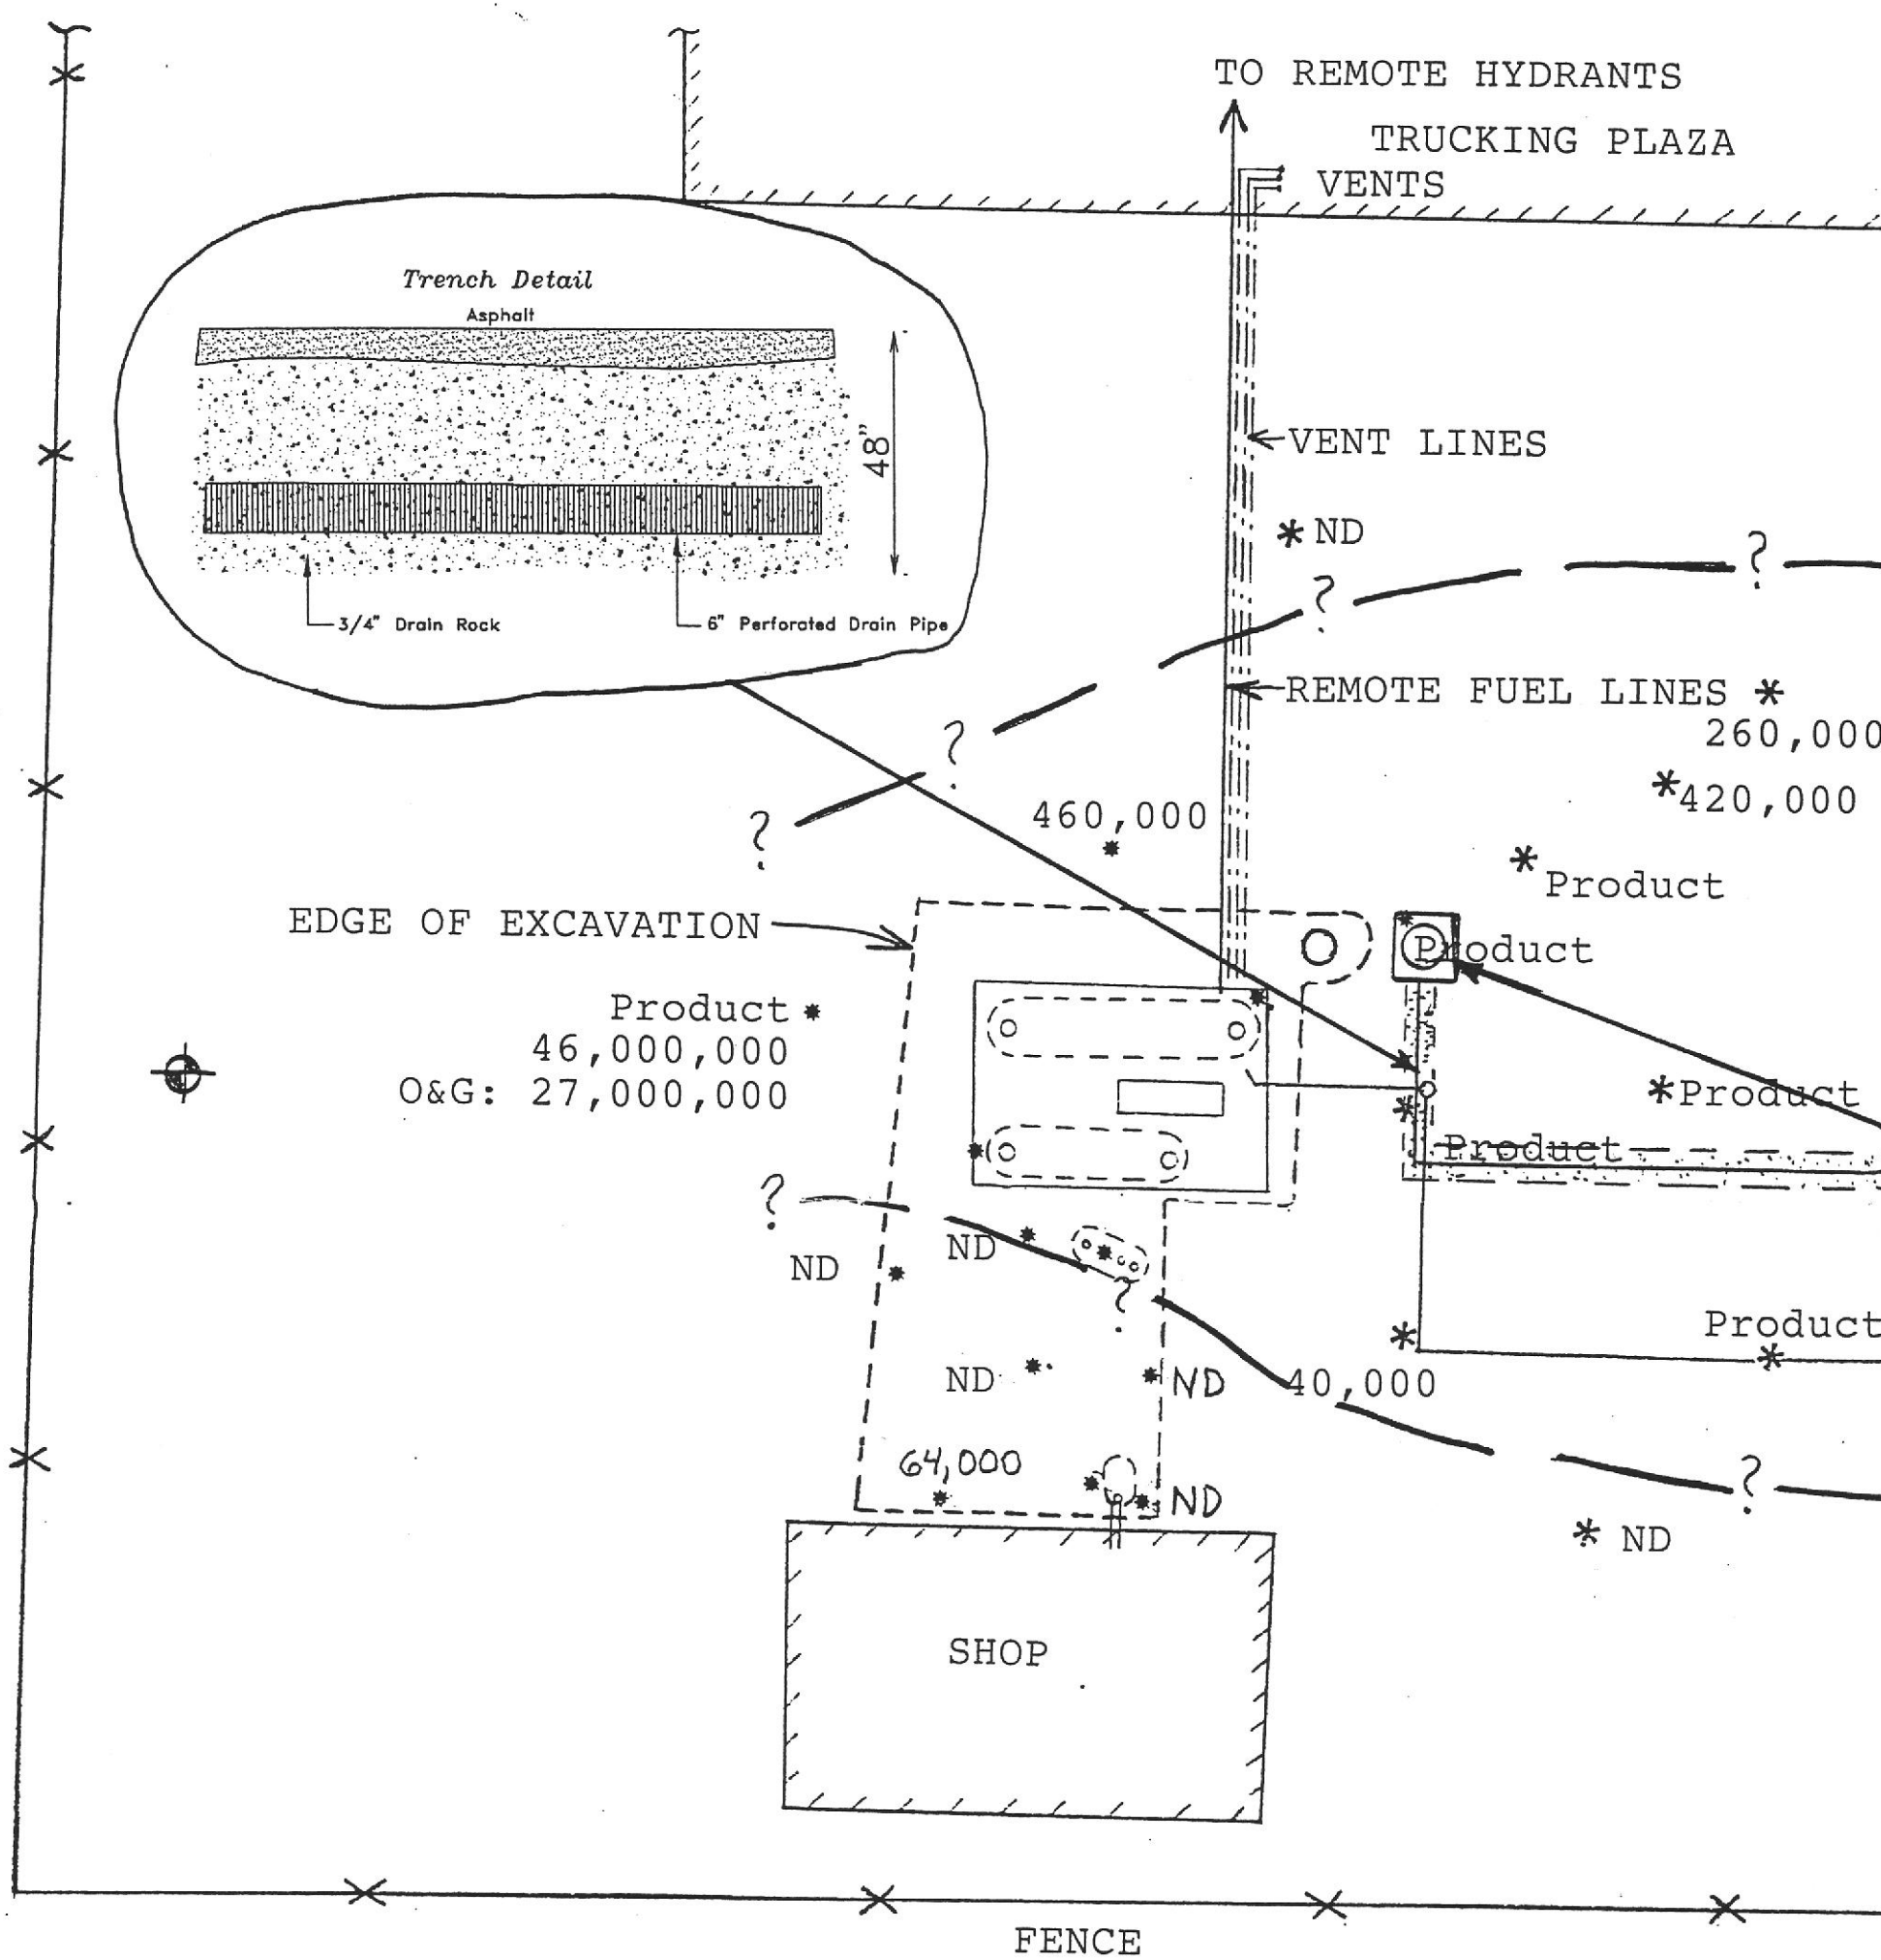 TO REMOTE HYDRANTS
TRUCKING PLAZA
VENTS
Trench Detail
Asphalt
48"
3/4" Drain Rock
6" Perforated Drain Pipe
VENT LINES
* ND
?
?
REMOTE FUEL LINES *
260,000
*420,000
?
?
460,000
*
*
Product
EDGE OF EXCAVATION
Product
Product *
46,000,000
O&G: 27,000,000
*Product
Product
?
ND *
ND *
?
Product
*
ND *
* ND
40,000
64,000
*
* ND
?
* ND
SHOP
FENCE